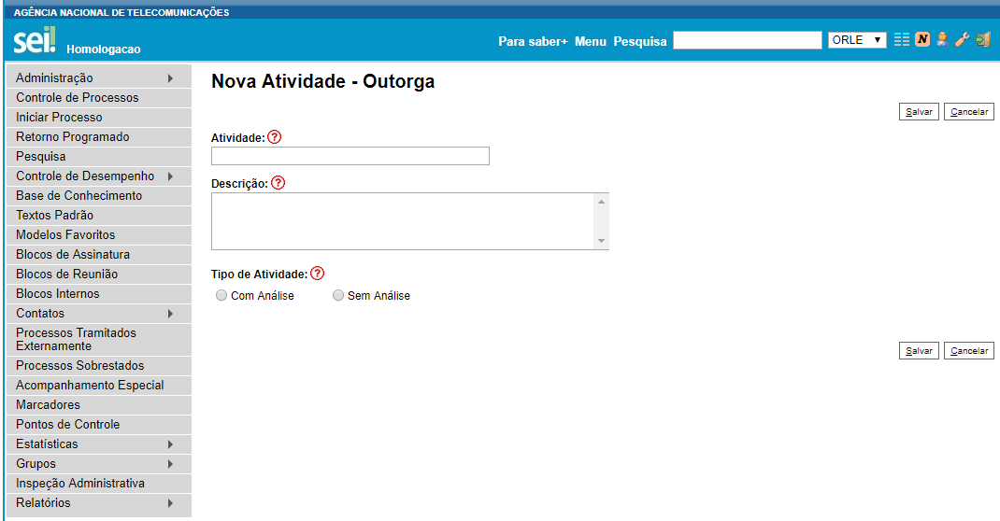 AGÊNCIA NACIONAL DE TELECOMUNICAÇÕES
sei!
Homologacao
Para saber+ Menu Pesquisa ORLE
N
Administração
Controle de Processos
Iniciar Processo
Retorno Programado
Pesquisa
Controle de Desempenho
Base de Conhecimento
Textos Padrão
Modelos Favoritos
Blocos de Assinatura
Blocos de Reunião
Blocos Internos
Contatos
Processos Tramitados
Externamente
Processos Sobrestados
Acompanhamento Especial
Marcadores
Pontos de Controle
Estatísticas
Grupos
Inspeção Administrativa
Relatórios
Nova Atividade - Outorga
Salvar Cancelar
Atividade: ?
Descrição: ?
Tipo de Atividade: ?
Com Análise Sem Análise
Salvar Cancelar